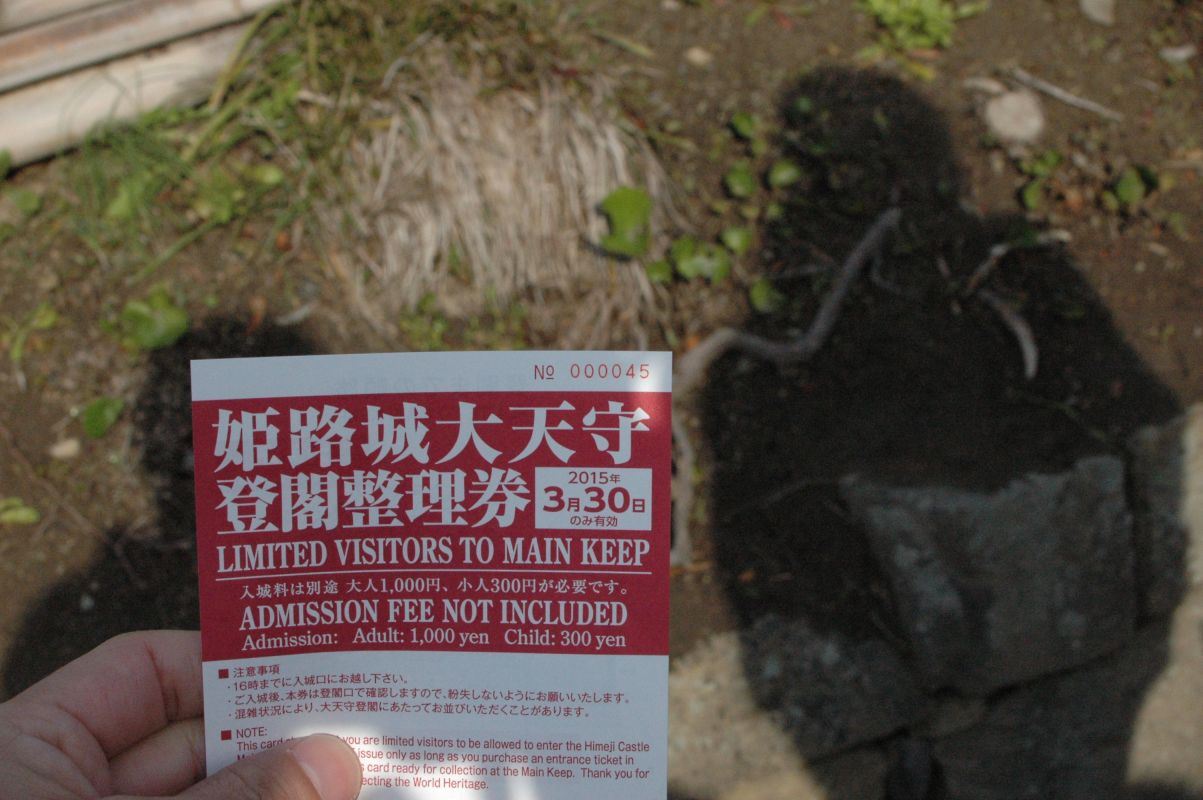 No 000045
姫路城大天守
登閣整理券
2015年
3月30日
のみ有効
LIMITED VISITORS TO MAIN KEEP
入城料は別途 大人1,000円、小人300円が必要です。
ADMISSION FEE NOT INCLUDED
Admission: Adult: 1,000 yen Child: 300 yen
■ 注意事項
・16時までに入城口にお越し下さい。
・ご入城後、本券は登閣口で確認しますので、紛失しないようにお願いいたします。
・混雑状況により、大天守登閣にあたってお並びいただくことがあります。
■ NOTE:
This card you are limited visitors to be allowed to enter the Himeji Castle
issue only as long as you purchase an entrance ticket in
card ready for collection at the Main Keep. Thank you for
the World Heritage.